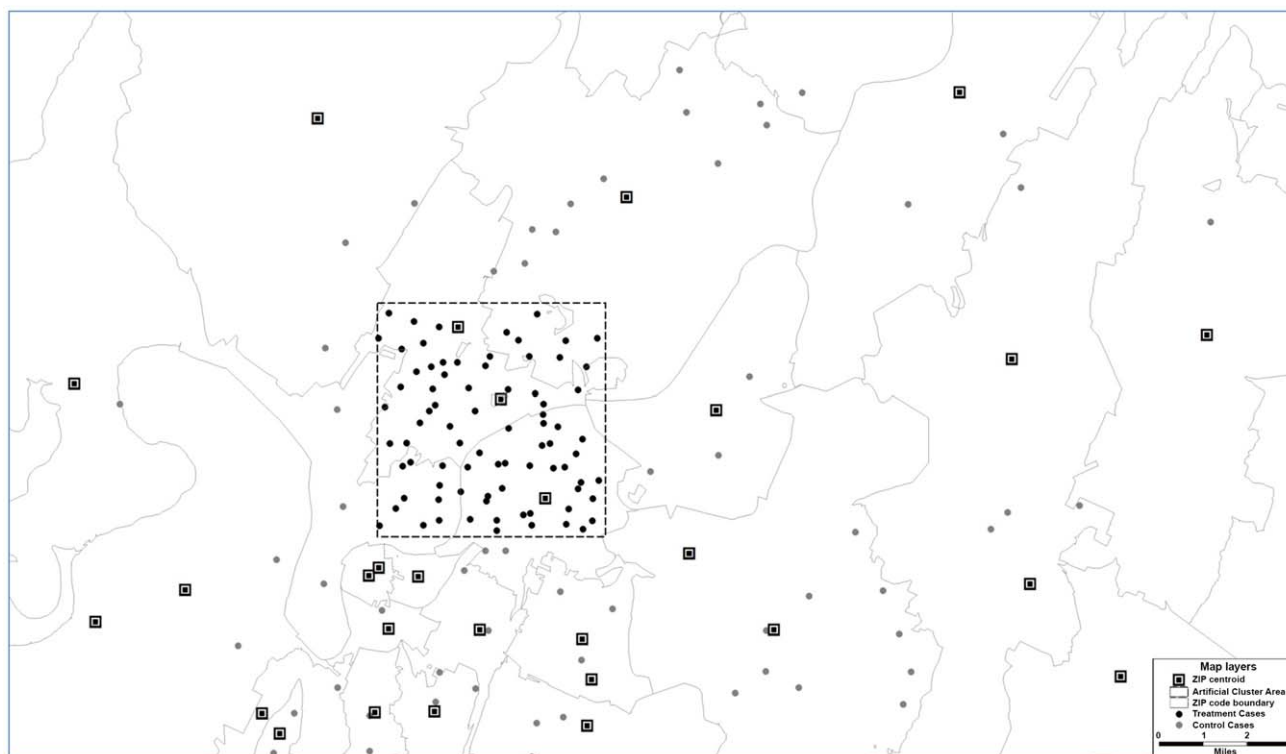 Map layers
ZIP centroid
Artificial Cluster Area
ZIP code boundary
Treatment Cases
Control Cases
0 1 2
Miles